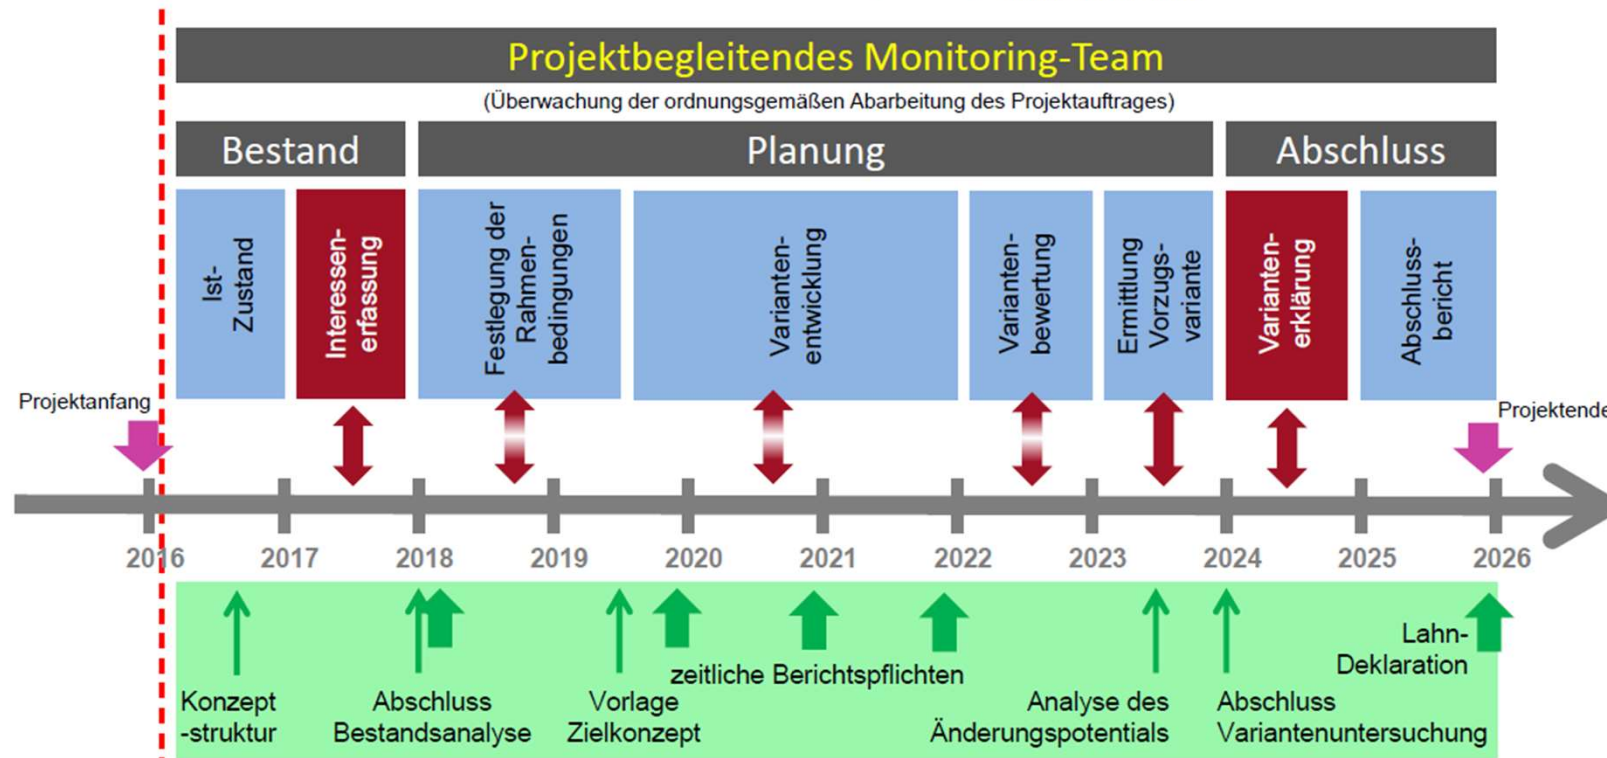 Projektbegleitendes Monitoring-Team
(Überwachung der ordnungsgemäßen Abarbeitung des Projektauftrages)
Bestand
Planung
Abschluss
Ist-
Zustand
Interessen-
erfassung
Festlegung der
Rahmen-
bedingungen
Varianten-
entwicklung
Varianten-
bewertung
Ermittlung
Vorzugs-
variante
Varianten-
erklärung
Abschluss-
bericht
Projektanfang
Projektende
2016 2017 2018 2019 2020 2021 2022 2023 2024 2025 2026
Konzept
-struktur
Abschluss
Bestandsanalyse
Vorlage
Zielkonzept
zeitliche Berichtspflichten
Analyse des
Änderungspotentials
Abschluss
Variantenuntersuchung
Lahn-
Deklaration